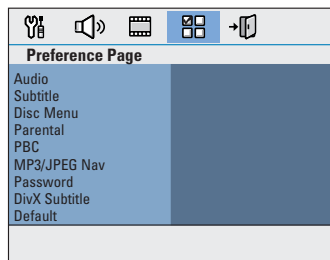 Preference Page
Audio
Subtitle
Disc Menu
Parental
PBC
MP3/JPEG Nav
Password
DivX Subtitle
Default